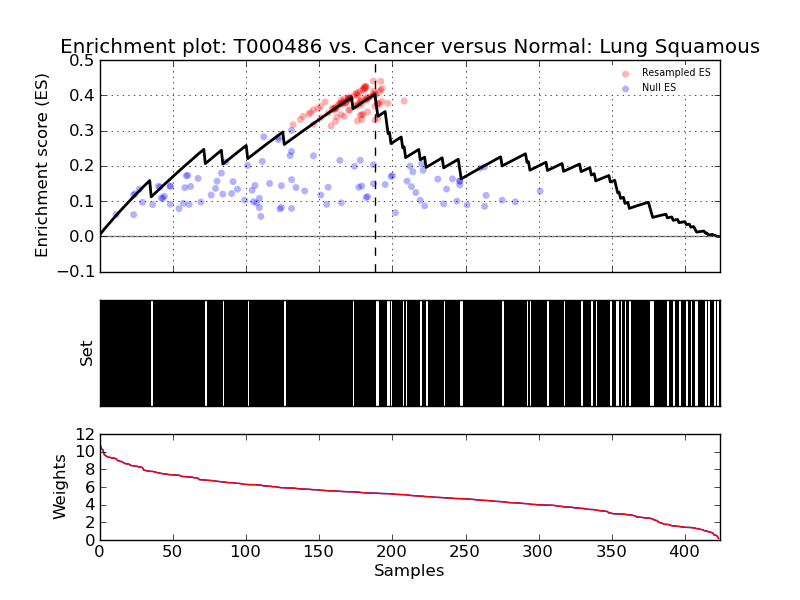 Enrichment plot: T000486 vs. Cancer versus Normal: Lung Squamous
0.5
0.4
0.3
0.2
0.1
0.0
−0.1
Enrichment score (ES)
Resampled ES
Null ES
Set
12
10
8
6
4
2
0
Weights
0 50 100 150 200 250 300 350 400
Samples